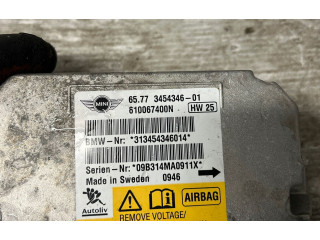 MINI
65.77 3454346-01
610067400N HW 25
BMW-Nr: *313454346014*
Serien-Nr: *09B314MA0911X*
Made in Sweden 0946
Autoliv
AIRBAG
REMOVE VOLTAGE/